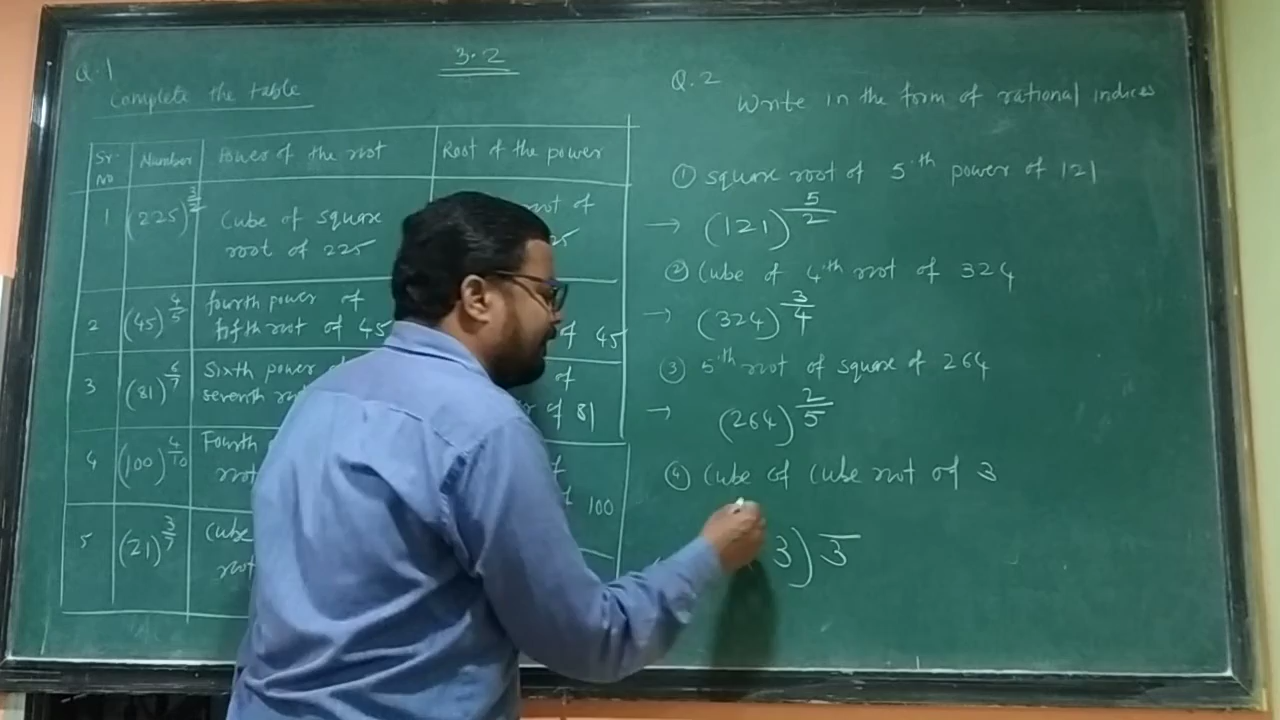 3.2
Q.1
Complete the table
Sr. No Number Power of the root Root of the power
1 (225)^3/2 Cube of square root of 225
2 (45)^4/5 fourth power of fifth root of 45 of 45
3 (81)^6/7 Sixth power of 81
4 (100)^4/10 Fourth root 100
5 (21)^3/7 Cube root
Q.2
Write in the form of rational indices
① square root of 5th power of 121
→ (121)^5/2
② Cube of 4th root of 324
→ (324)^3/4
③ 5th root of square of 264
→ (264)^2/5
④ Cube of cube root of 3
3) 3